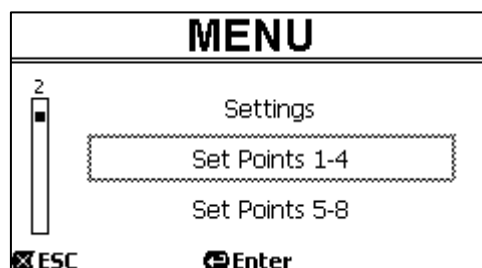 MENU
2
Settings
Set Points 1-4
Set Points 5-8
ESC Enter